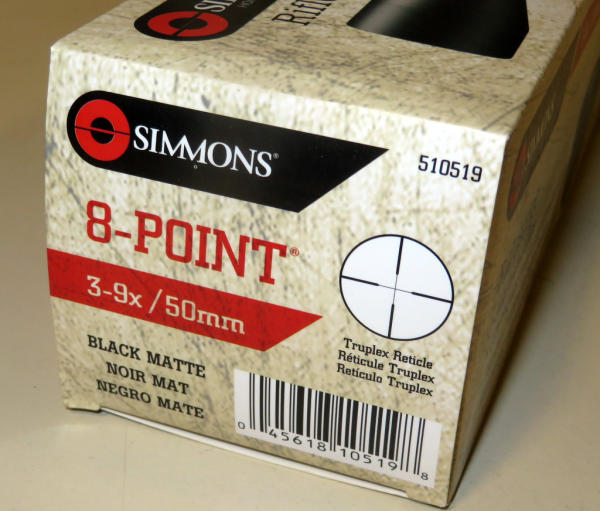 SIMMONS®
510519
8-POINT®
3-9x / 50mm
Truplex Reticle
Réticule Truplex
Retículo Truplex
BLACK MATTE
NOIR MAT
NEGRO MATE
0 45618 10519 8